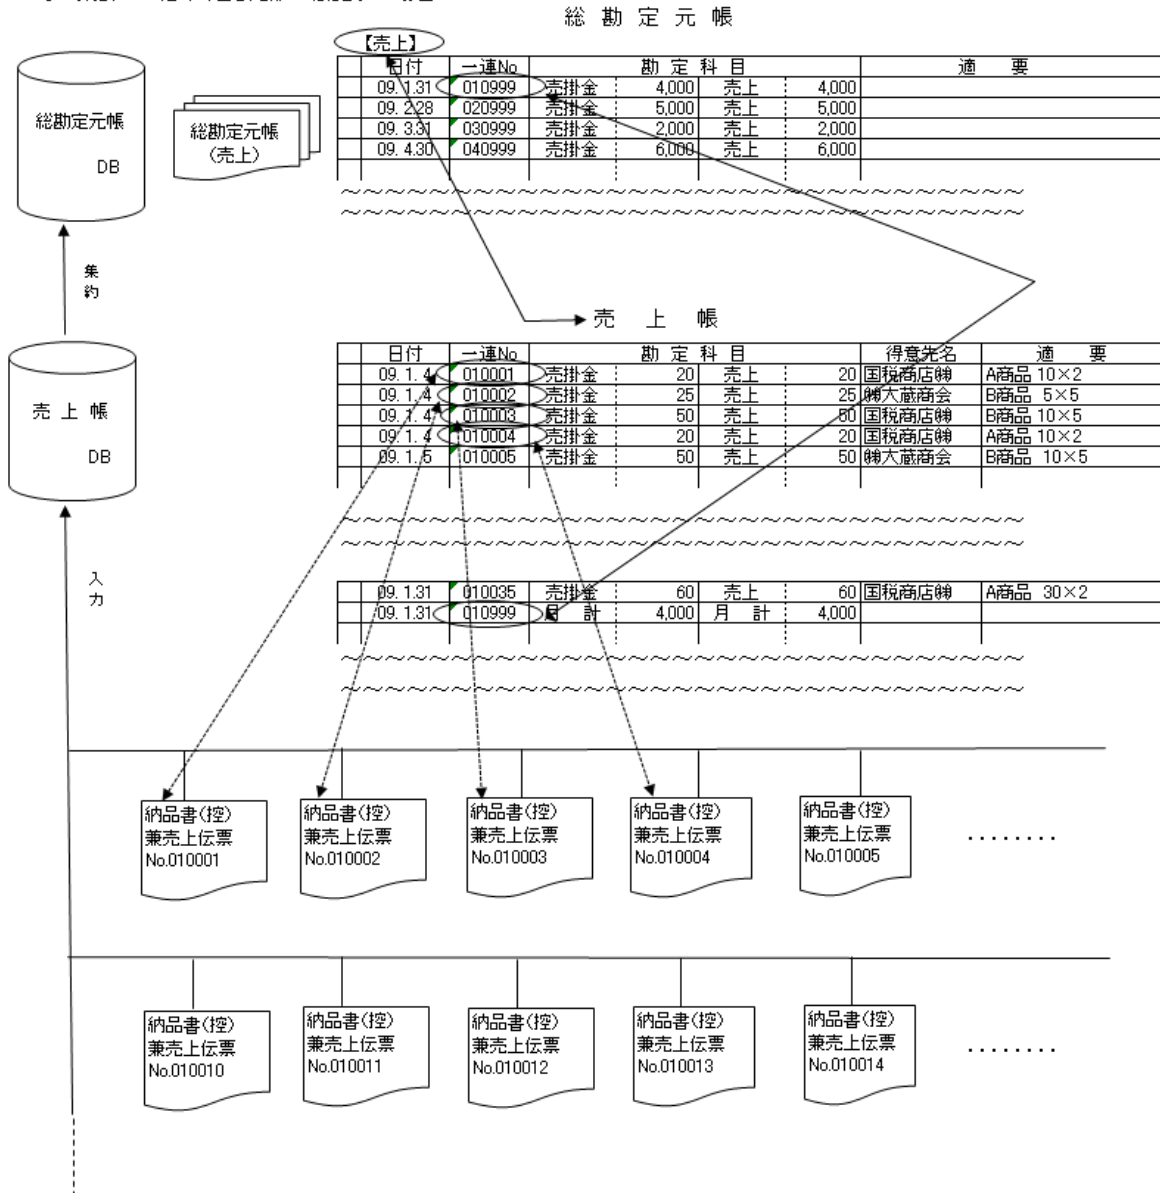 総 勘 定 元 帳
【売上】
日付 一連No 勘 定 科 目 適 要
09. 1.31 010999 売掛金 4,000 売上 4,000
09. 2.28 020999 売掛金 5,000 売上 5,000
09. 3.31 030999 売掛金 2,000 売上 2,000
09. 4.30 040999 売掛金 6,000 売上 6,000
総勘定元帳
DB
総勘定元帳
(売上)
集約
売 上 帳
日付 一連No 勘 定 科 目 得意先名 適 要
09. 1. 4 010001 売掛金 20 売上 20 国税商店㈱ A商品 10×2
09. 1. 4 010002 売掛金 25 売上 25 ㈱大蔵商会 B商品 5×5
09. 1. 4 010003 売掛金 50 売上 50 国税商店㈱ B商品 10×5
09. 1. 4 010004 売掛金 20 売上 20 国税商店㈱ A商品 10×2
09. 1. 5 010005 売掛金 50 売上 50 ㈱大蔵商会 B商品 10×5
売 上 帳
DB
入力
09. 1.31 010035 売掛金 60 売上 60 国税商店㈱ A商品 30×2
09. 1.31 010999 月 計 4,000 月 計 4,000
納品書(控)
兼売上伝票
No.010001
納品書(控)
兼売上伝票
No.010002
納品書(控)
兼売上伝票
No.010003
納品書(控)
兼売上伝票
No.010004
納品書(控)
兼売上伝票
No.010005
‥‥‥‥
納品書(控)
兼売上伝票
No.010010
納品書(控)
兼売上伝票
No.010011
納品書(控)
兼売上伝票
No.010012
納品書(控)
兼売上伝票
No.010013
納品書(控)
兼売上伝票
No.010014
‥‥‥‥